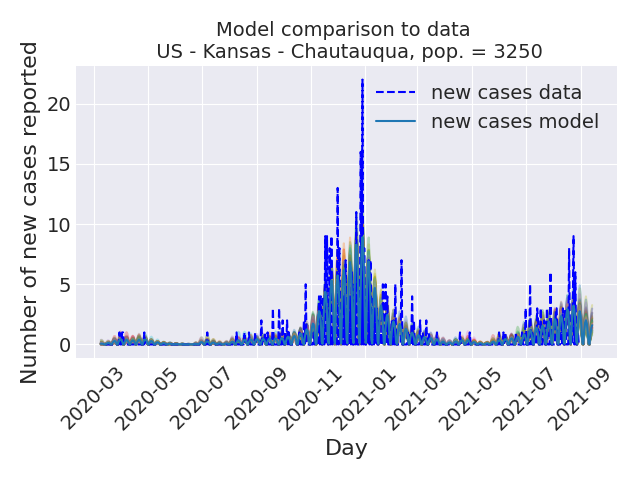 Model comparison to data
US - Kansas - Chautauqua, pop. = 3250
Number of new cases reported
20
15
10
5
0
new cases data
new cases model
2020-03
2020-05
2020-07
2020-09
2020-11
2021-01
2021-03
2021-05
2021-07
2021-09
Day